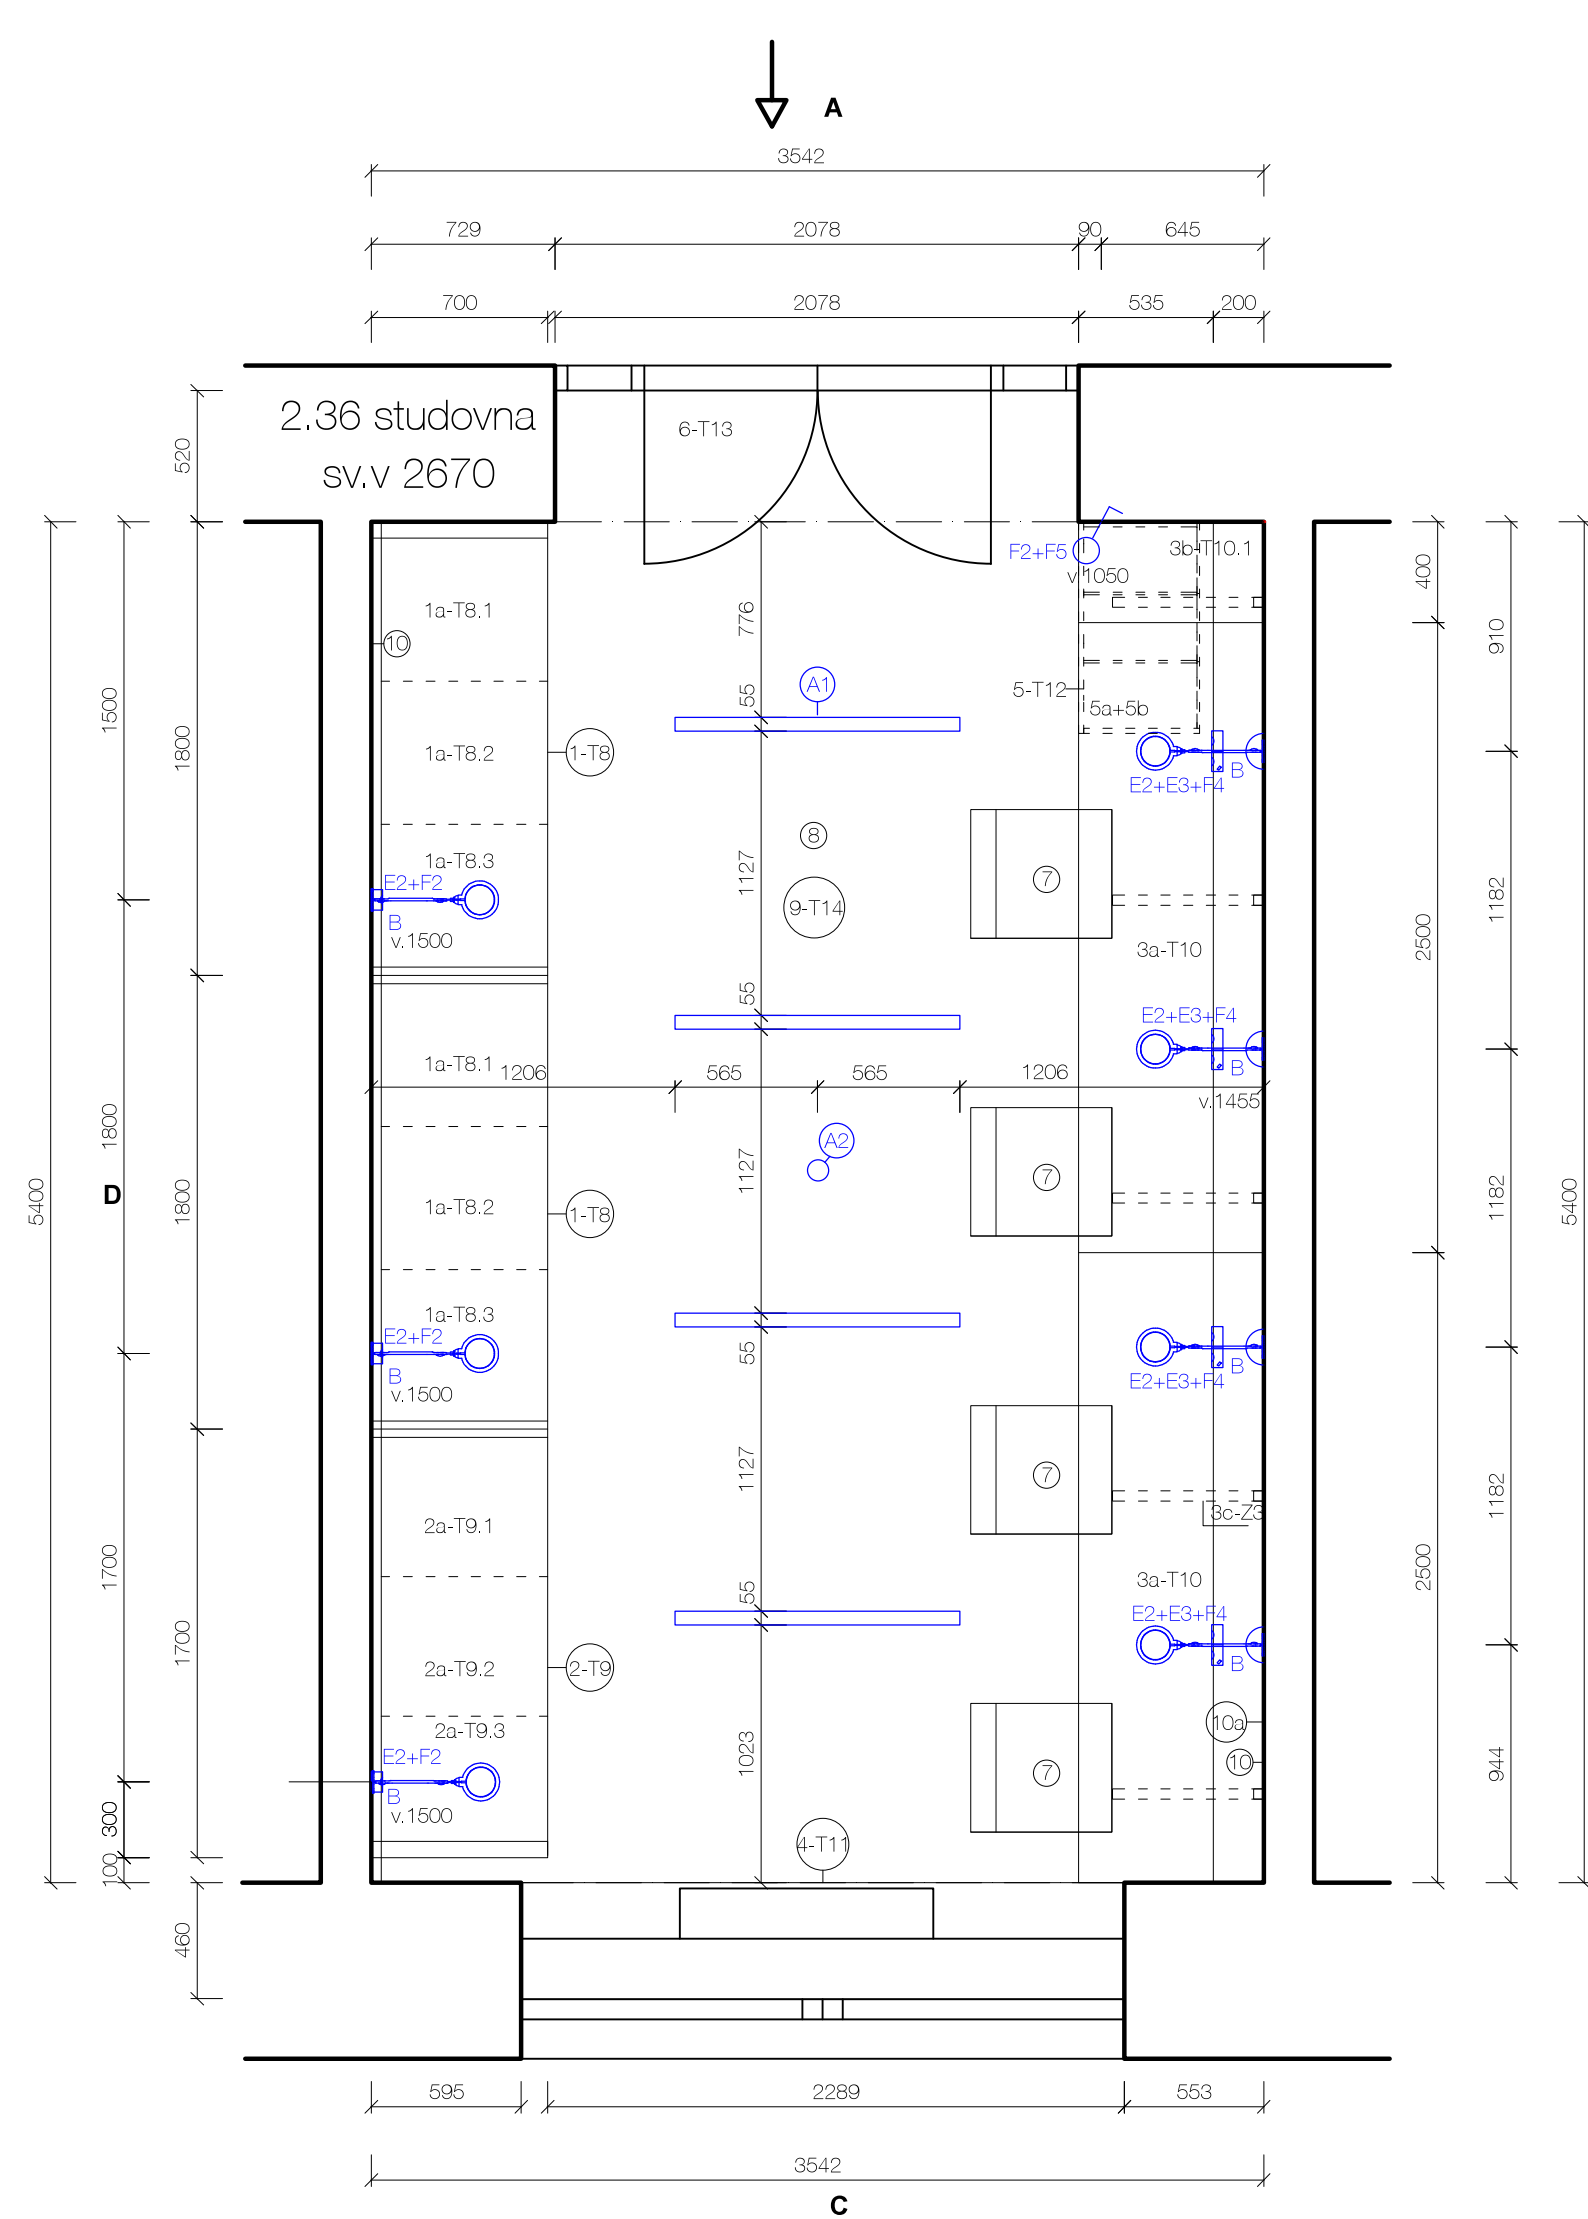 A
3542
729 2078 90 645
700 2078 535 200
2.36 studovna
sv.v 2670
6-T13
520
F2+F5
3b-T10.1
v.1050
400
1a-T8.1
10
776
910
A1
5-T12
5a+5b
55
1500
1800
1a-T8.2
1-T8
B
E2+E3+F4
8
1a-T8.3
E2+F2
B
v.1500
1127
7
9-T14
1182
2500
3a-T10
55
E2+E3+F4
B
1a-T8.1
1206 565 565 1206
v.1455
1800
A2
1127
7
5400
D
1800
1a-T8.2
1-T8
1182
5400
1a-T8.3
E2+F2
B
v.1500
55
B
E2+E3+F4
1127
7
1182
2a-T9.1
3c-Z3
1700
2500
3a-T10
55
E2+E3+F4
B
1700
2a-T9.2
2-T9
2a-T9.3
10a
E2+F2
B
v.1500
1023
7
10
944
300
100
4-T11
460
595 2289 553
3542
C